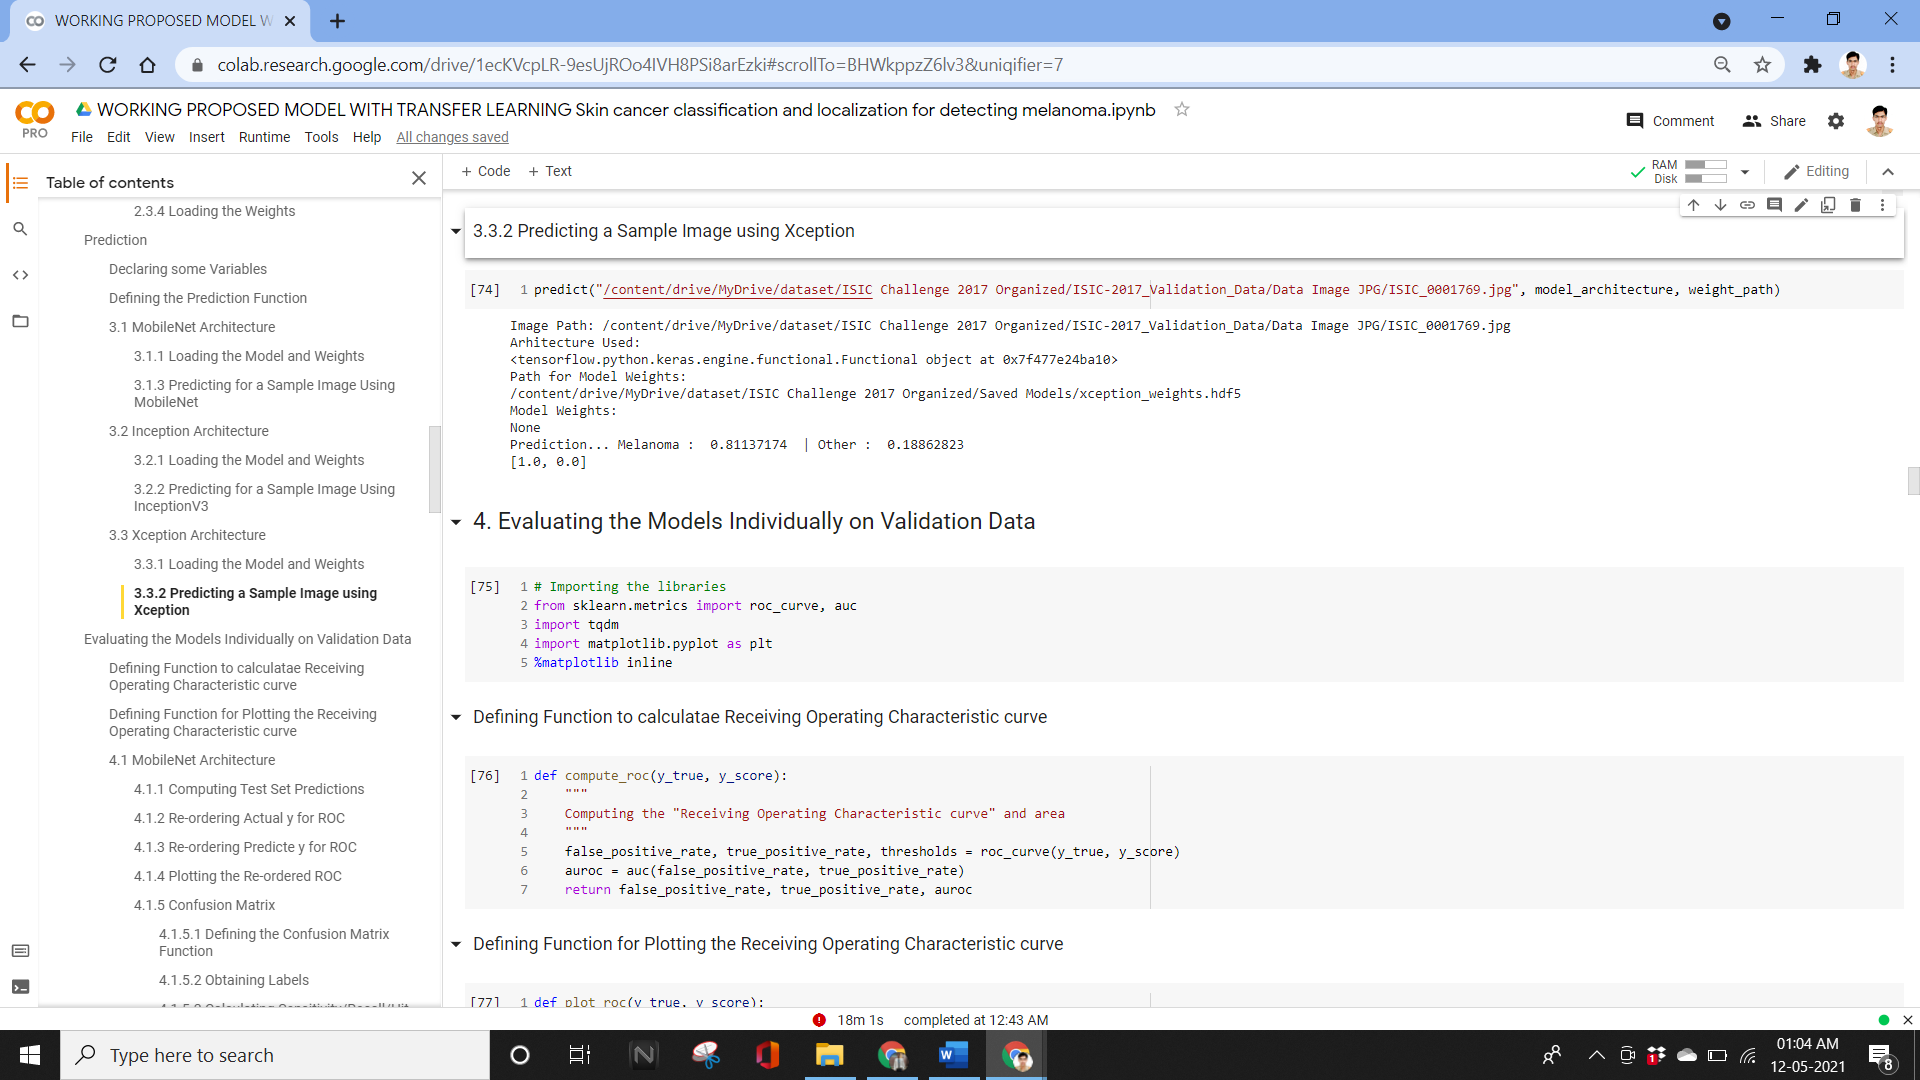 WORKING PROPOSED MODEL W
colab.research.google.com/drive/1ecKVcpLR-9esUjROo4IVH8PSi8arEzki#scrollTo=BHWkppzZ6lv3&uniqifier=7
CO
PRO
WORKING PROPOSED MODEL WITH TRANSFER LEARNING Skin cancer classification and localization for detecting melanoma.ipynb
File Edit View Insert Runtime Tools Help All changes saved
Comment Share
Table of contents
+ Code + Text
RAM
Disk
Editing
2.3.4 Loading the Weights
Prediction
Declaring some Variables
Defining the Prediction Function
3.1 MobileNet Architecture
3.1.1 Loading the Model and Weights
3.1.3 Predicting for a Sample Image Using
MobileNet
3.2 Inception Architecture
3.2.1 Loading the Model and Weights
3.2.2 Predicting for a Sample Image Using
InceptionV3
3.3 Xception Architecture
3.3.1 Loading the Model and Weights
3.3.2 Predicting a Sample Image using
Xception
Evaluating the Models Individually on Validation Data
Defining Function to calculatae Receiving
Operating Characteristic curve
Defining Function for Plotting the Receiving
Operating Characteristic curve
4.1 MobileNet Architecture
4.1.1 Computing Test Set Predictions
4.1.2 Re-ordering Actual y for ROC
4.1.3 Re-ordering Predicte y for ROC
4.1.4 Plotting the Re-ordered ROC
4.1.5 Confusion Matrix
4.1.5.1 Defining the Confusion Matrix
Function
4.1.5.2 Obtaining Labels
3.3.2 Predicting a Sample Image using Xception
[74] 1 predict("/content/drive/MyDrive/dataset/ISIC Challenge 2017 Organized/ISIC-2017_Validation_Data/Data Image JPG/ISIC_0001769.jpg", model_architecture, weight_path)
Image Path: /content/drive/MyDrive/dataset/ISIC Challenge 2017 Organized/ISIC-2017_Validation_Data/Data Image JPG/ISIC_0001769.jpg
Arhitecture Used:
<tensorflow.python.keras.engine.functional.Functional object at 0x7f477e24ba10>
Path for Model Weights:
/content/drive/MyDrive/dataset/ISIC Challenge 2017 Organized/Saved Models/xception_weights.hdf5
Model Weights:
None
Prediction... Melanoma : 0.81137174 | Other : 0.18862823
[1.0, 0.0]
4. Evaluating the Models Individually on Validation Data
[75] 1 # Importing the libraries
2 from sklearn.metrics import roc_curve, auc
3 import tqdm
4 import matplotlib.pyplot as plt
5 %matplotlib inline
Defining Function to calculatae Receiving Operating Characteristic curve
[76] 1 def compute_roc(y_true, y_score):
2 """
3 Computing the "Receiving Operating Characteristic curve" and area
4 """
5 false_positive_rate, true_positive_rate, thresholds = roc_curve(y_true, y_score)
6 auroc = auc(false_positive_rate, true_positive_rate)
7 return false_positive_rate, true_positive_rate, auroc
Defining Function for Plotting the Receiving Operating Characteristic curve
[77] 1 def plot_roc(y_true, y_score):
18m 1s completed at 12:43 AM
Type here to search
01:04 AM
12-05-2021
8